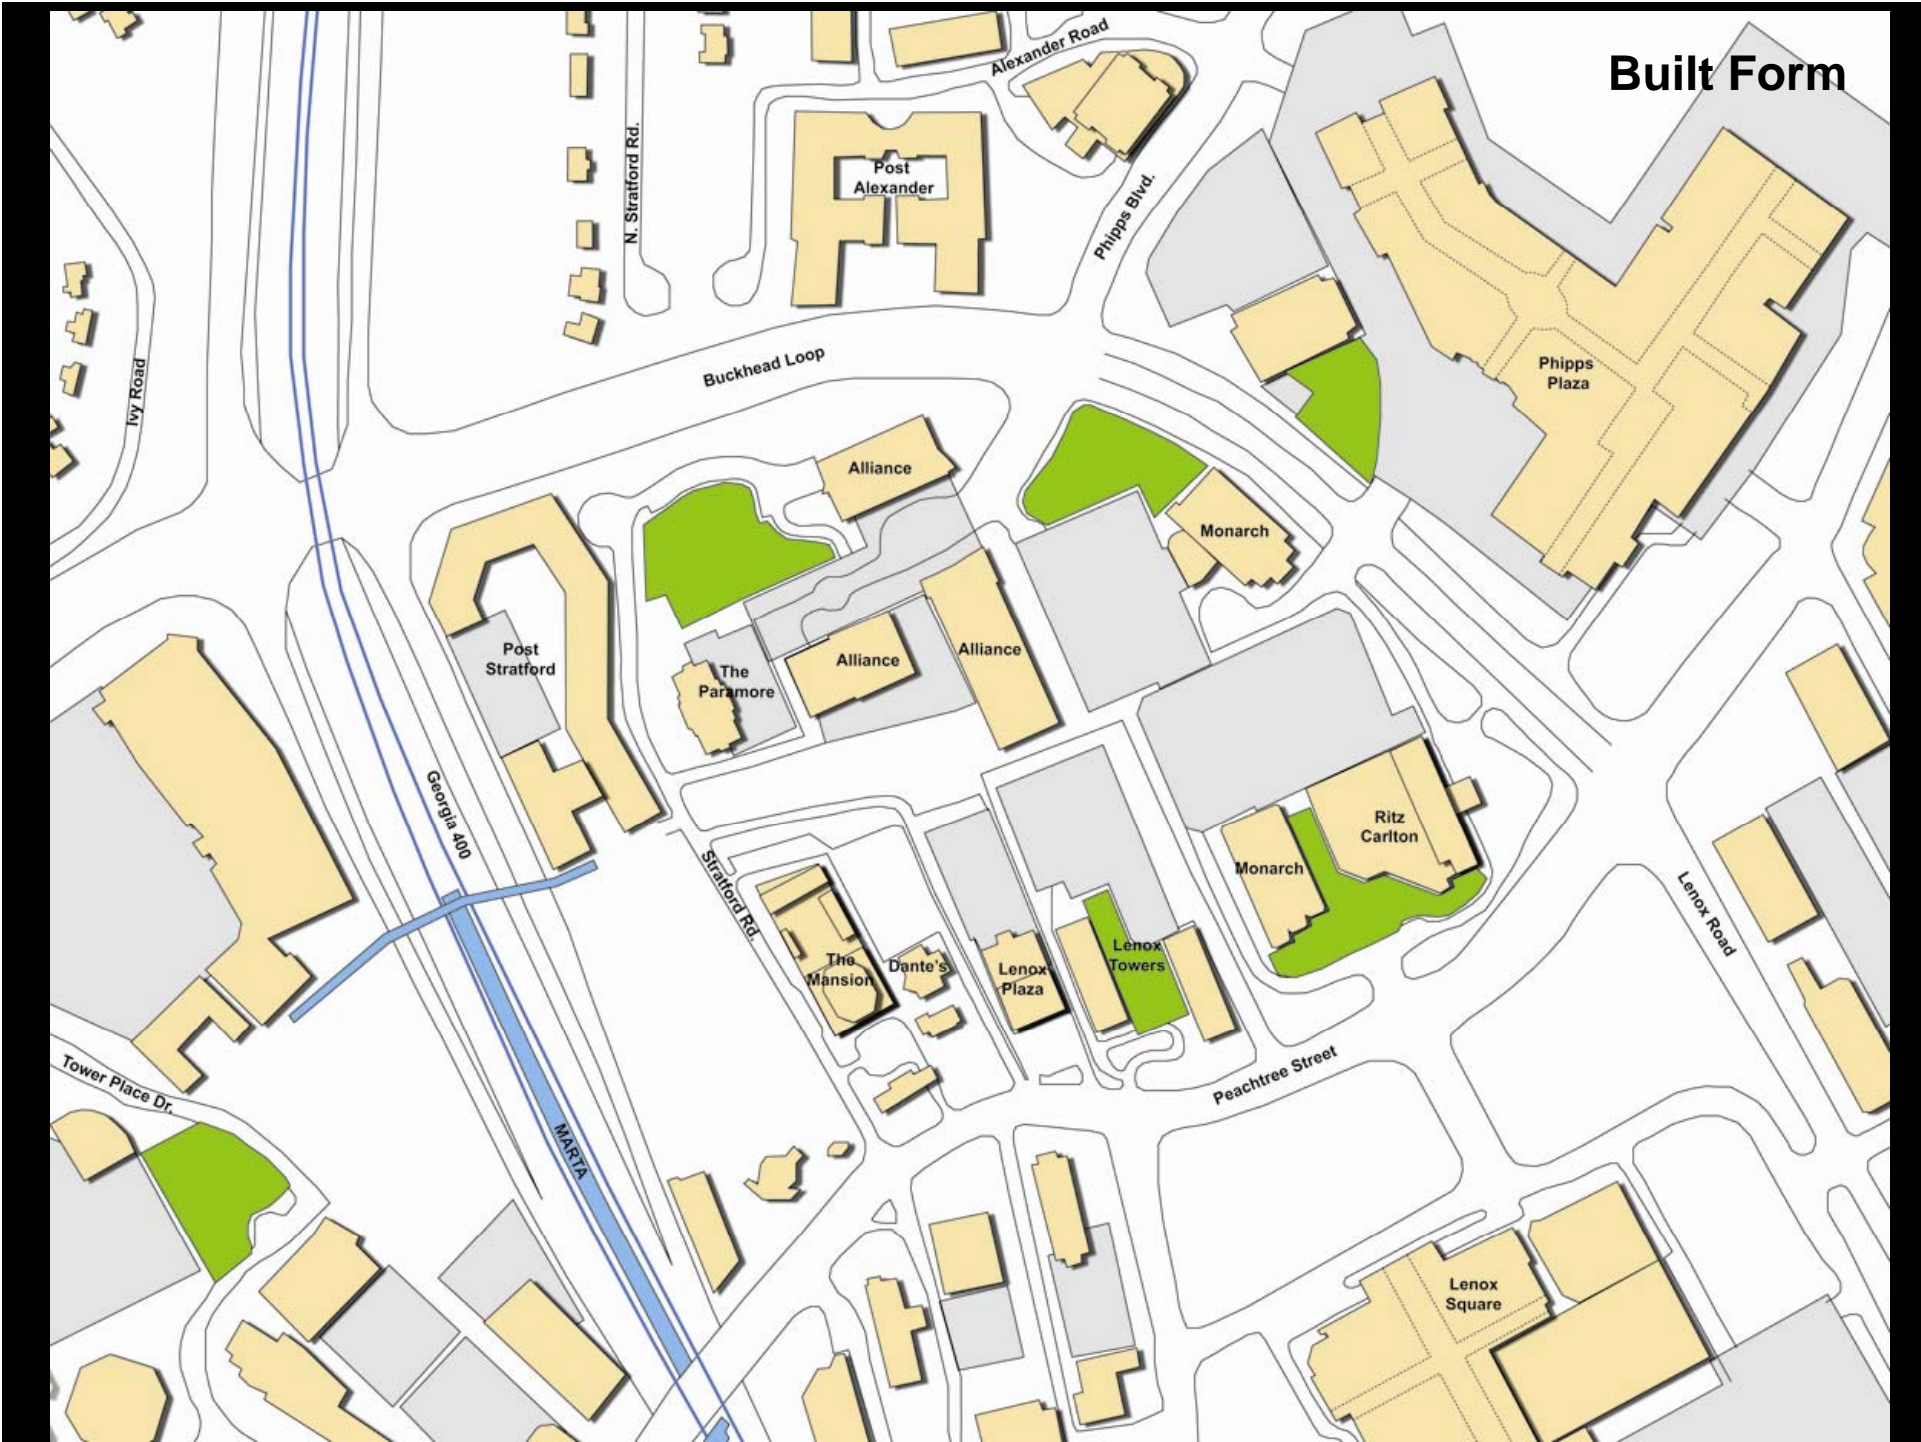 Built Form
Alexander Road
N. Stratford Rd.
Post
Alexander
Phipps Blvd.
Ivy Road
Buckhead Loop
Phipps
Plaza
Alliance
Monarch
Post
Stratford
The
Paramore
Alliance
Alliance
Georgia 400
Ritz
Carlton
Monarch
Stratford Rd.
Lenox Road
The
Mansion
Dante's
Lenox
Plaza
Lenox
Towers
Tower Place Dr.
Peachtree Street
MARTA
Lenox
Square